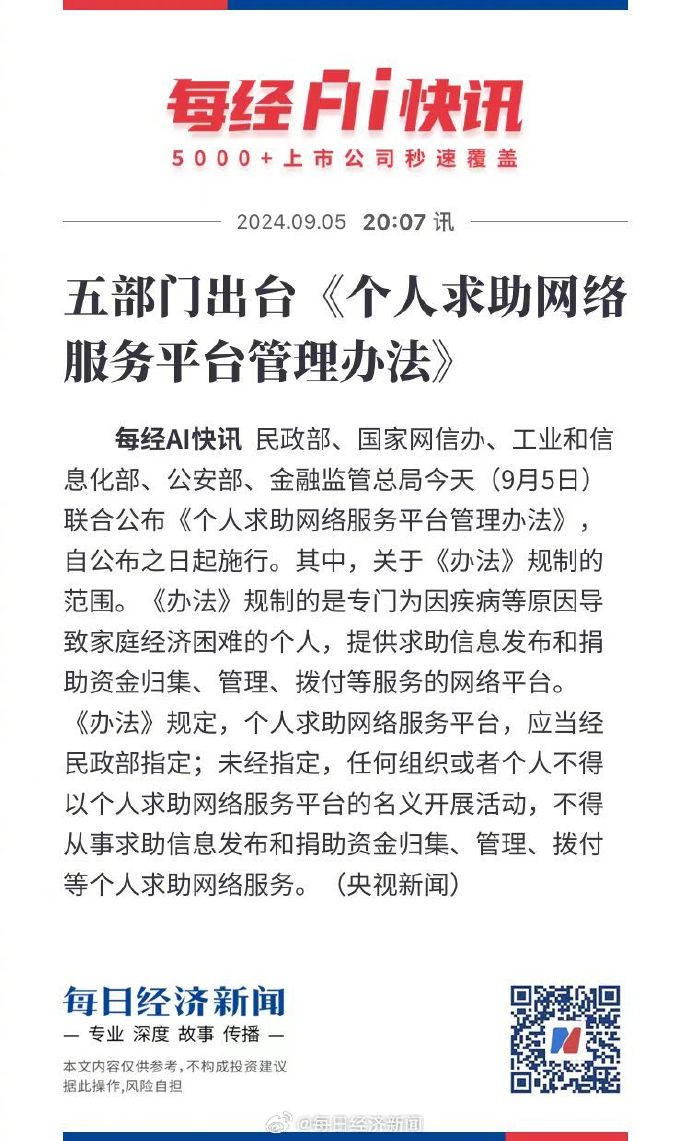 每经AI快讯
5000+上市公司秒速覆盖
2024.09.05 20:07 讯
五部门出台《个人求助网络
服务平台管理办法》
每经AI快讯 民政部、国家网信办、工业和信
息化部、公安部、金融监管总局今天（9月5日）
联合公布《个人求助网络服务平台管理办法》，
自公布之日起施行。其中，关于《办法》规制的
范围。《办法》规制的是专门为因疾病等原因导
致家庭经济困难的个人，提供求助信息发布和捐
助资金归集、管理、拨付等服务的网络平台。
《办法》规定，个人求助网络服务平台，应当经
民政部指定；未经指定，任何组织或者个人不得
以个人求助网络服务平台的名义开展活动，不得
从事求助信息发布和捐助资金归集、管理、拨付
等个人求助网络服务。（央视新闻）
每日经济新闻
— 专业 深度 故事 传播 —
本文内容仅供参考,不构成投资建议
据此操作,风险自担
@每日经济新闻